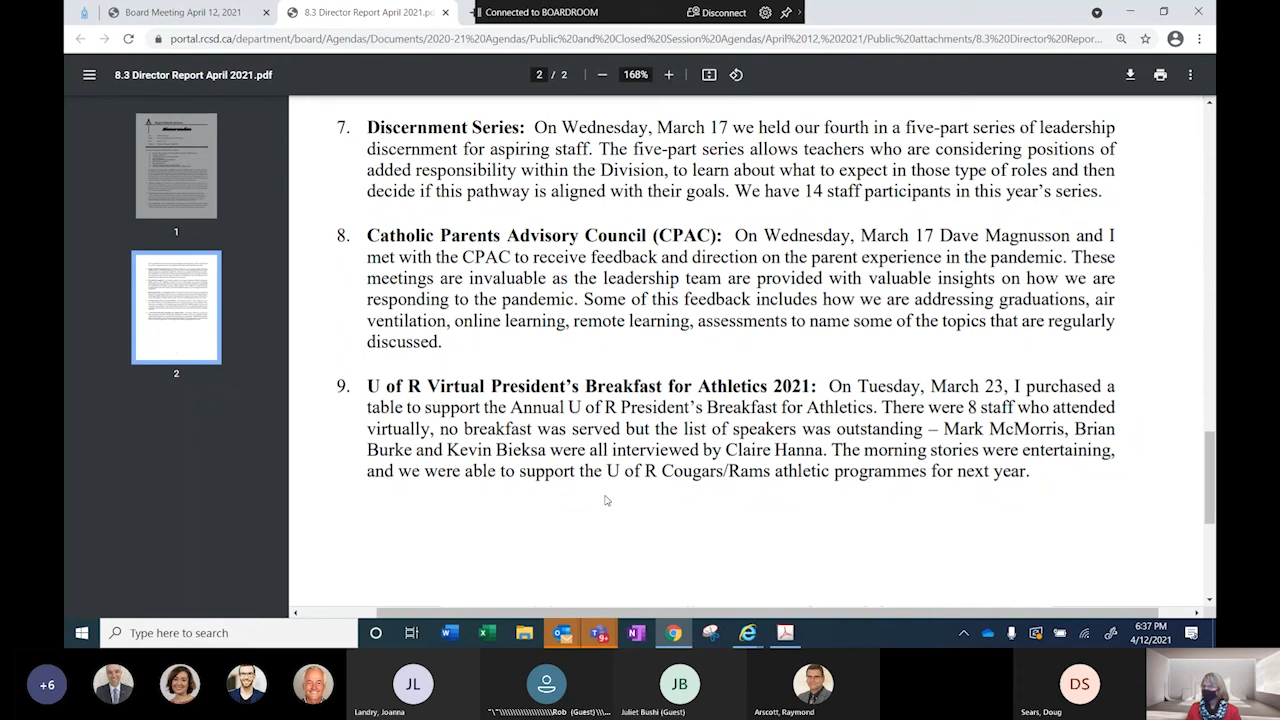 Board Meeting April 12, 2021
8.3 Director Report April 2021.pd
Connected to BOARDROOM
Disconnect
portal.rcsd.ca/department/board/Agendas/Documents/2020-21%20Agendas/Public%20and%20Closed%20Session%20Agendas/April%2012,%202021/Public%20attachments/8.3%20Director%20Repor...
8.3 Director Report April 2021.pdf
2 / 2
168%
1
2
7. Discernment Series: On Wednesday, March 17 we held our fourth in a five-part series of leadership
discernment for aspiring staff. The five-part series allows teachers who are considering positions of
added responsibility within the Division, to learn about what to expect in those type of roles and then
decide if this pathway is aligned with their goals. We have 14 staff participants in this year's series.
8. Catholic Parents Advisory Council (CPAC): On Wednesday, March 17 Dave Magnusson and I
met with the CPAC to receive feedback and direction on the parent experience in the pandemic. These
meetings are invaluable as the leadership team are provided with valuable insights on how we are
responding to the pandemic. Some of this feedback includes how we are addressing graduations, air
ventilation, online learning, remote learning, assessments to name some of the topics that are regularly
discussed.
9. U of R Virtual President's Breakfast for Athletics 2021: On Tuesday, March 23, I purchased a
table to support the Annual U of R President's Breakfast for Athletics. There were 8 staff who attended
virtually, no breakfast was served but the list of speakers was outstanding – Mark McMorris, Brian
Burke and Kevin Bieksa were all interviewed by Claire Hanna. The morning stories were entertaining,
and we were able to support the U of R Cougars/Rams athletic programmes for next year.
Type here to search
6:37 PM
4/12/2021
+6
JL
JB
DS
Landry, Joanna
Rob (Guest)
Juliet Bushi (Guest)
Arscott, Raymond
Sears, Doug